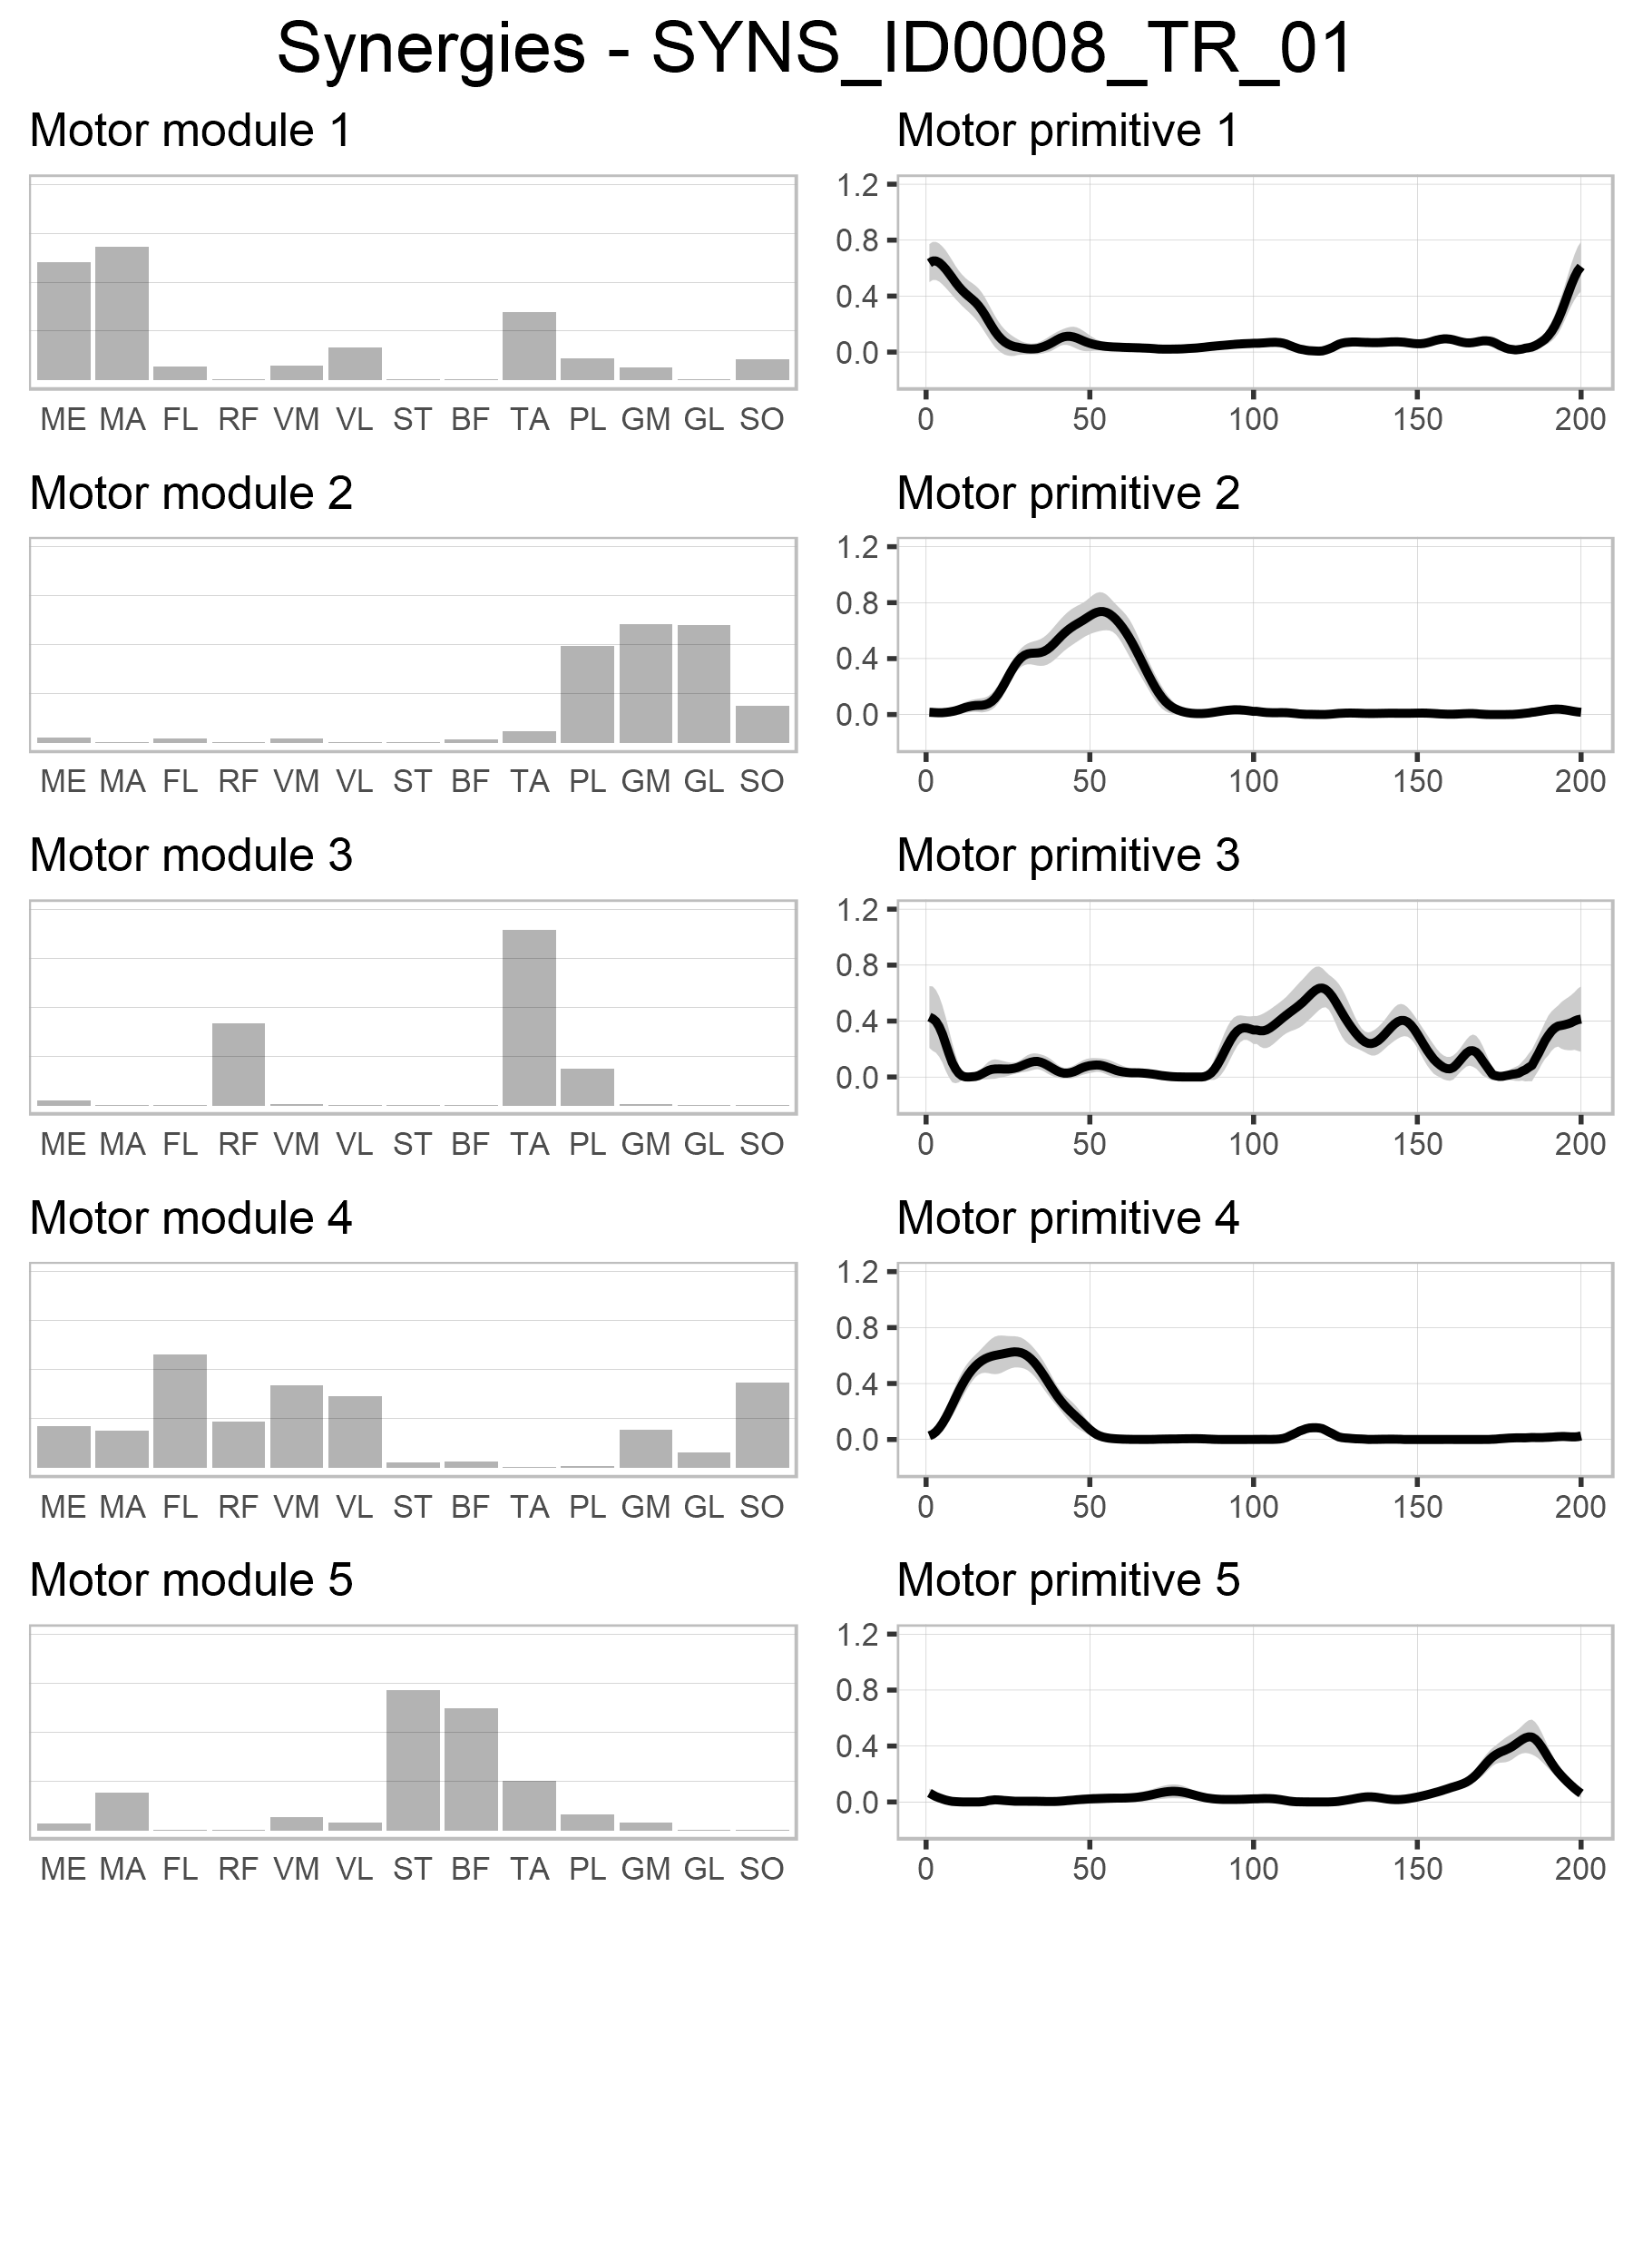 Synergies - SYNS_ID0008_TR_01
Motor module 1
Motor primitive 1
1.2
0.8
0.4
0.0
ME MA FL RF VM VL ST BF TA PL GM GL SO
0 50 100 150 200
Motor module 2
Motor primitive 2
1.2
0.8
0.4
0.0
ME MA FL RF VM VL ST BF TA PL GM GL SO
0 50 100 150 200
Motor module 3
Motor primitive 3
1.2
0.8
0.4
0.0
ME MA FL RF VM VL ST BF TA PL GM GL SO
0 50 100 150 200
Motor module 4
Motor primitive 4
1.2
0.8
0.4
0.0
ME MA FL RF VM VL ST BF TA PL GM GL SO
0 50 100 150 200
Motor module 5
Motor primitive 5
1.2
0.8
0.4
0.0
ME MA FL RF VM VL ST BF TA PL GM GL SO
0 50 100 150 200